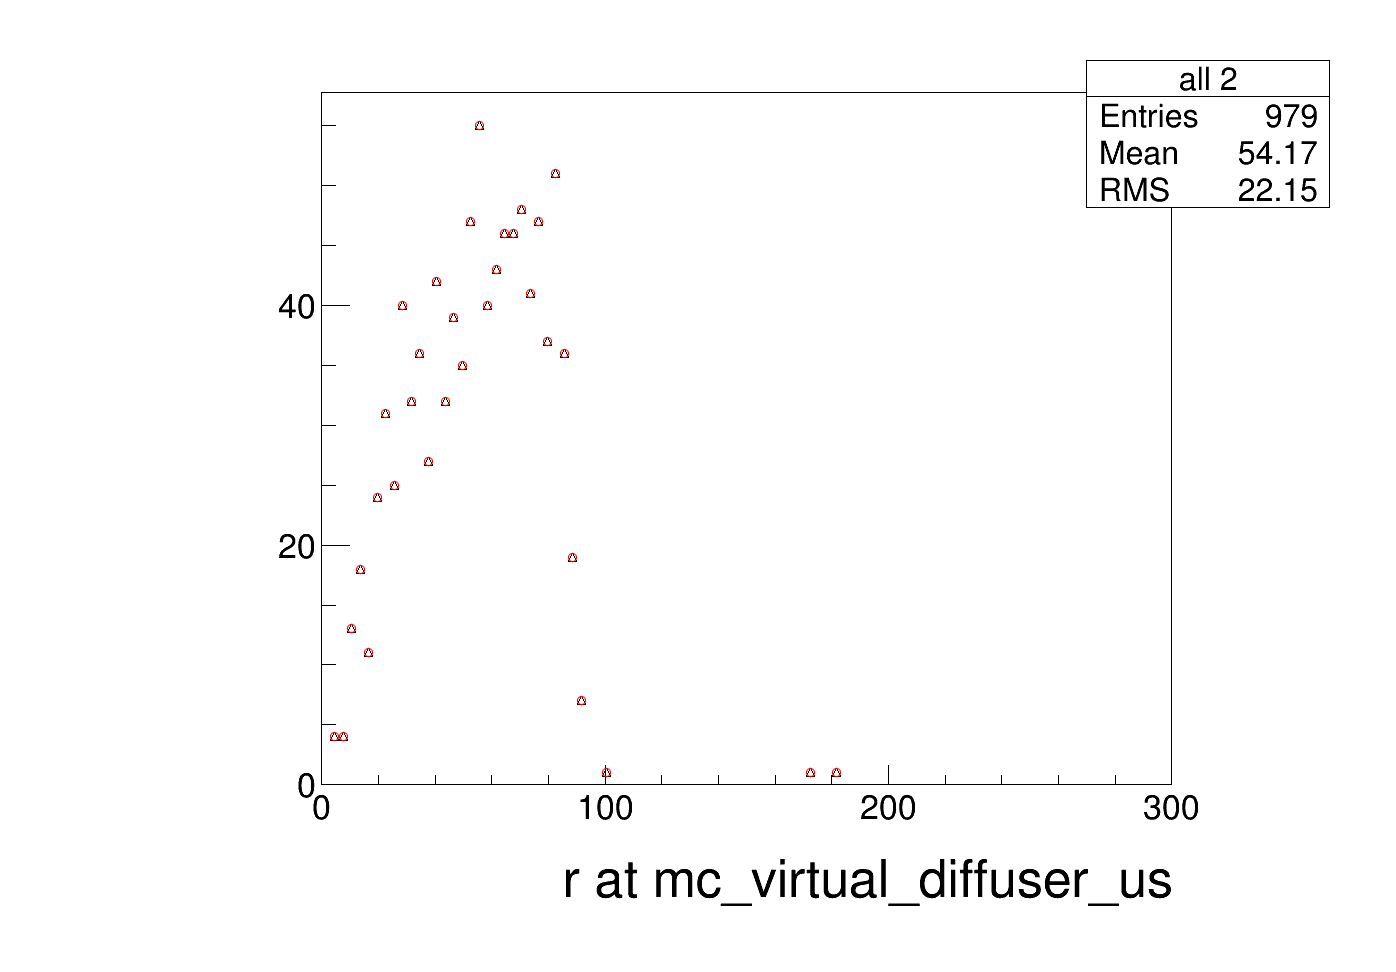 all 2
Entries 979
Mean 54.17
RMS 22.15
40
20
0
0 100 200 300
r at mc_virtual_diffuser_us